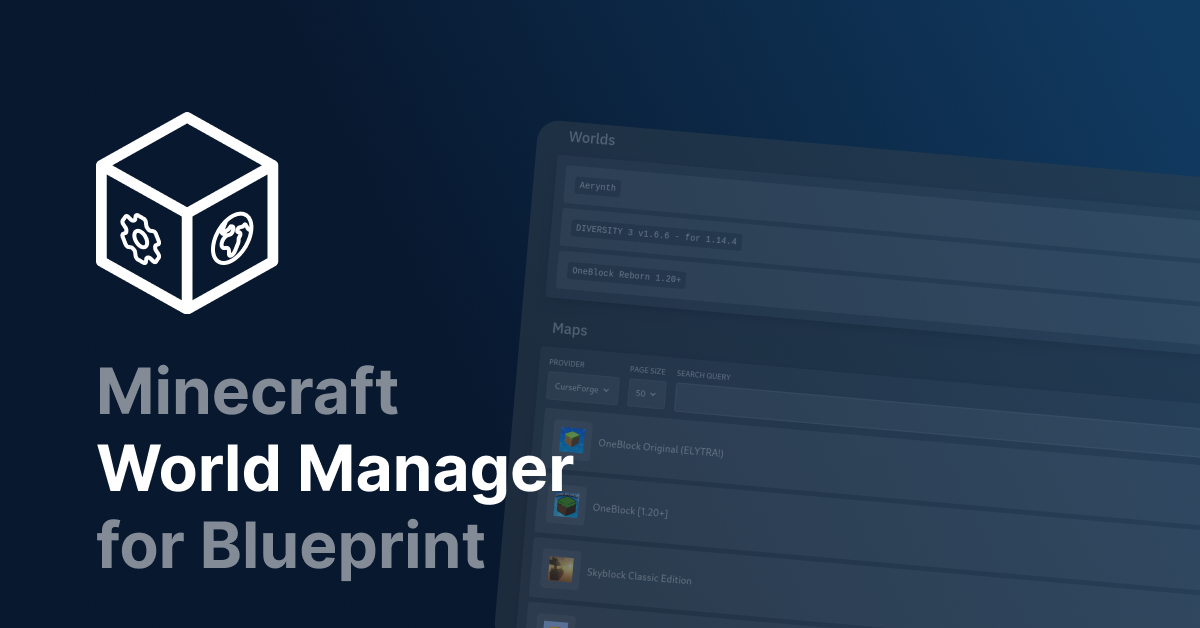 Minecraft
World Manager
for Blueprint
Worlds
Aerynth
DIVERSITY 3 v1.6.6 - for 1.14.4
OneBlock Reborn 1.20+
Maps
PROVIDER PAGE SIZE SEARCH QUERY
CurseForge 50
OneBlock Original (ELYTRA!)
OneBlock [1.20+]
Skyblock Classic Edition